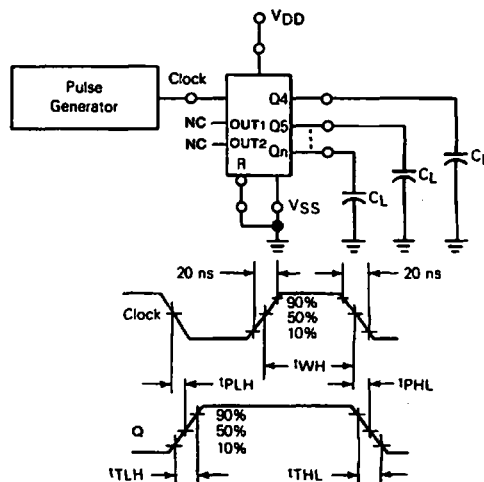 VDD
Pulse
Generator
Clock
Q4
NC
OUT1
Q5
NC
OUT2
Qn
R
VSS
CL
CL
CL
20 ns
20 ns
Clock
90%
50%
10%
tWH
tPLH
tPHL
Q
90%
50%
10%
tTLH
tTHL